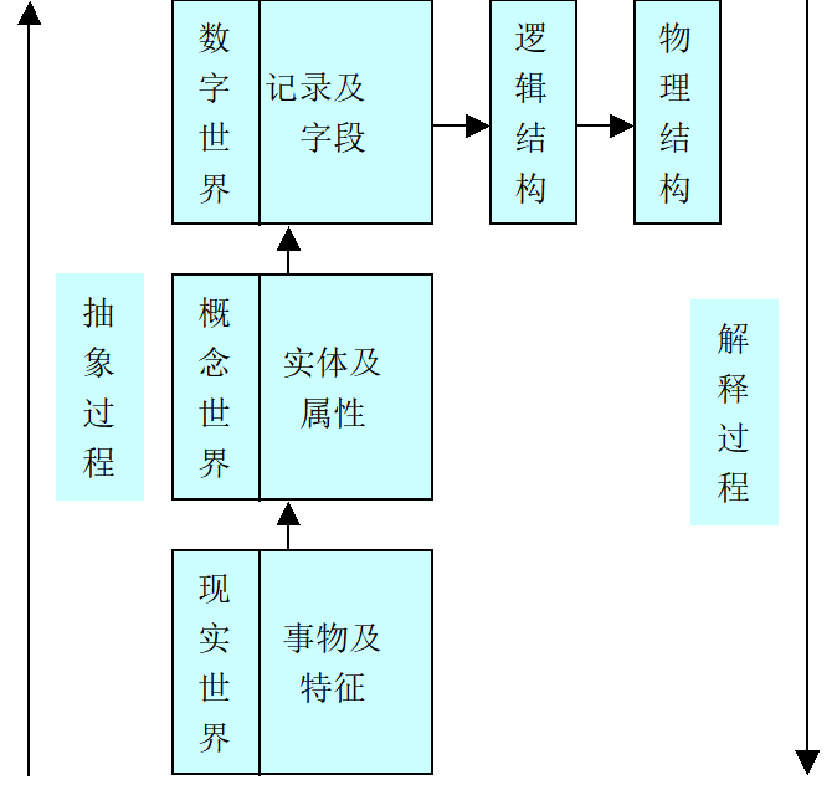 数字世界
记录及
字段
逻辑结构
物理结构
抽象过程
概念世界
实体及
属性
解释过程
现实世界
事物及
特征